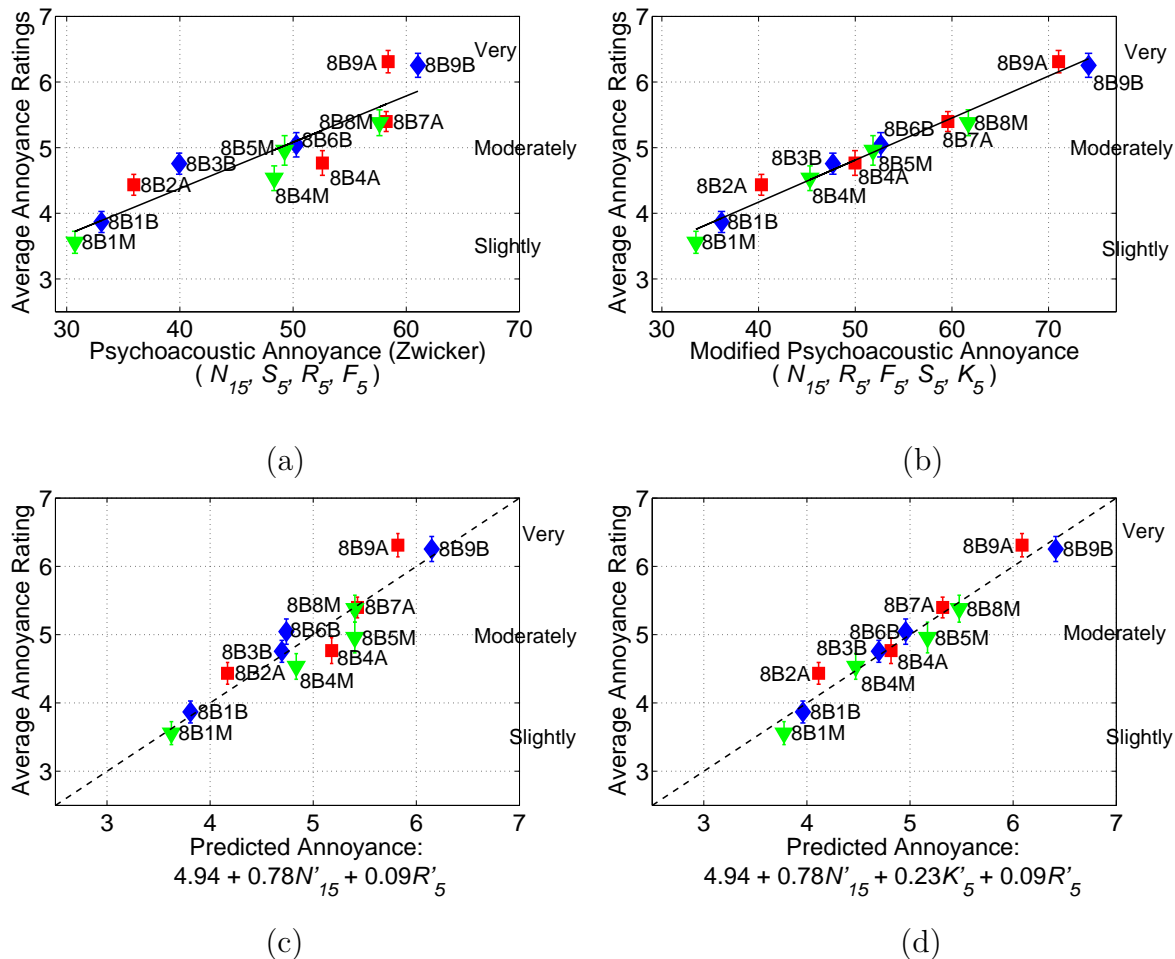 7
6
5
4
3
Average Annoyance Ratings
Very
Moderately
Slightly
8B9A
8B9B
8B8M
8B7A
8B6B
8B5M
8B3B
8B4A
8B2A
8B4M
8B1B
8B1M
30 40 50 60 70
Psychoacoustic Annoyance (Zwicker)
( N15, S5, R5, F5 )
(a)
7
6
5
4
3
Average Annoyance Ratings
Very
Moderately
Slightly
8B9A
8B9B
8B8M
8B7A
8B6B
8B5M
8B3B
8B4A
8B2A
8B4M
8B1B
8B1M
30 40 50 60 70
Modified Psychoacoustic Annoyance
( N15, R5, F5, S5, K5 )
(b)
7
6
5
4
3
Average Annoyance Rating
Very
Moderately
Slightly
8B9A
8B9B
8B8M
8B7A
8B6B
8B5M
8B3B
8B4A
8B2A
8B4M
8B1B
8B1M
3 4 5 6 7
Predicted Annoyance:
4.94 + 0.78N'15 + 0.09R'5
(c)
7
6
5
4
3
Average Annoyance Rating
Very
Moderately
Slightly
8B9A
8B9B
8B7A
8B8M
8B6B
8B5M
8B3B
8B4A
8B2A
8B4M
8B1B
8B1M
3 4 5 6 7
Predicted Annoyance:
4.94 + 0.78N'15 + 0.23K'5 + 0.09R'5
(d)